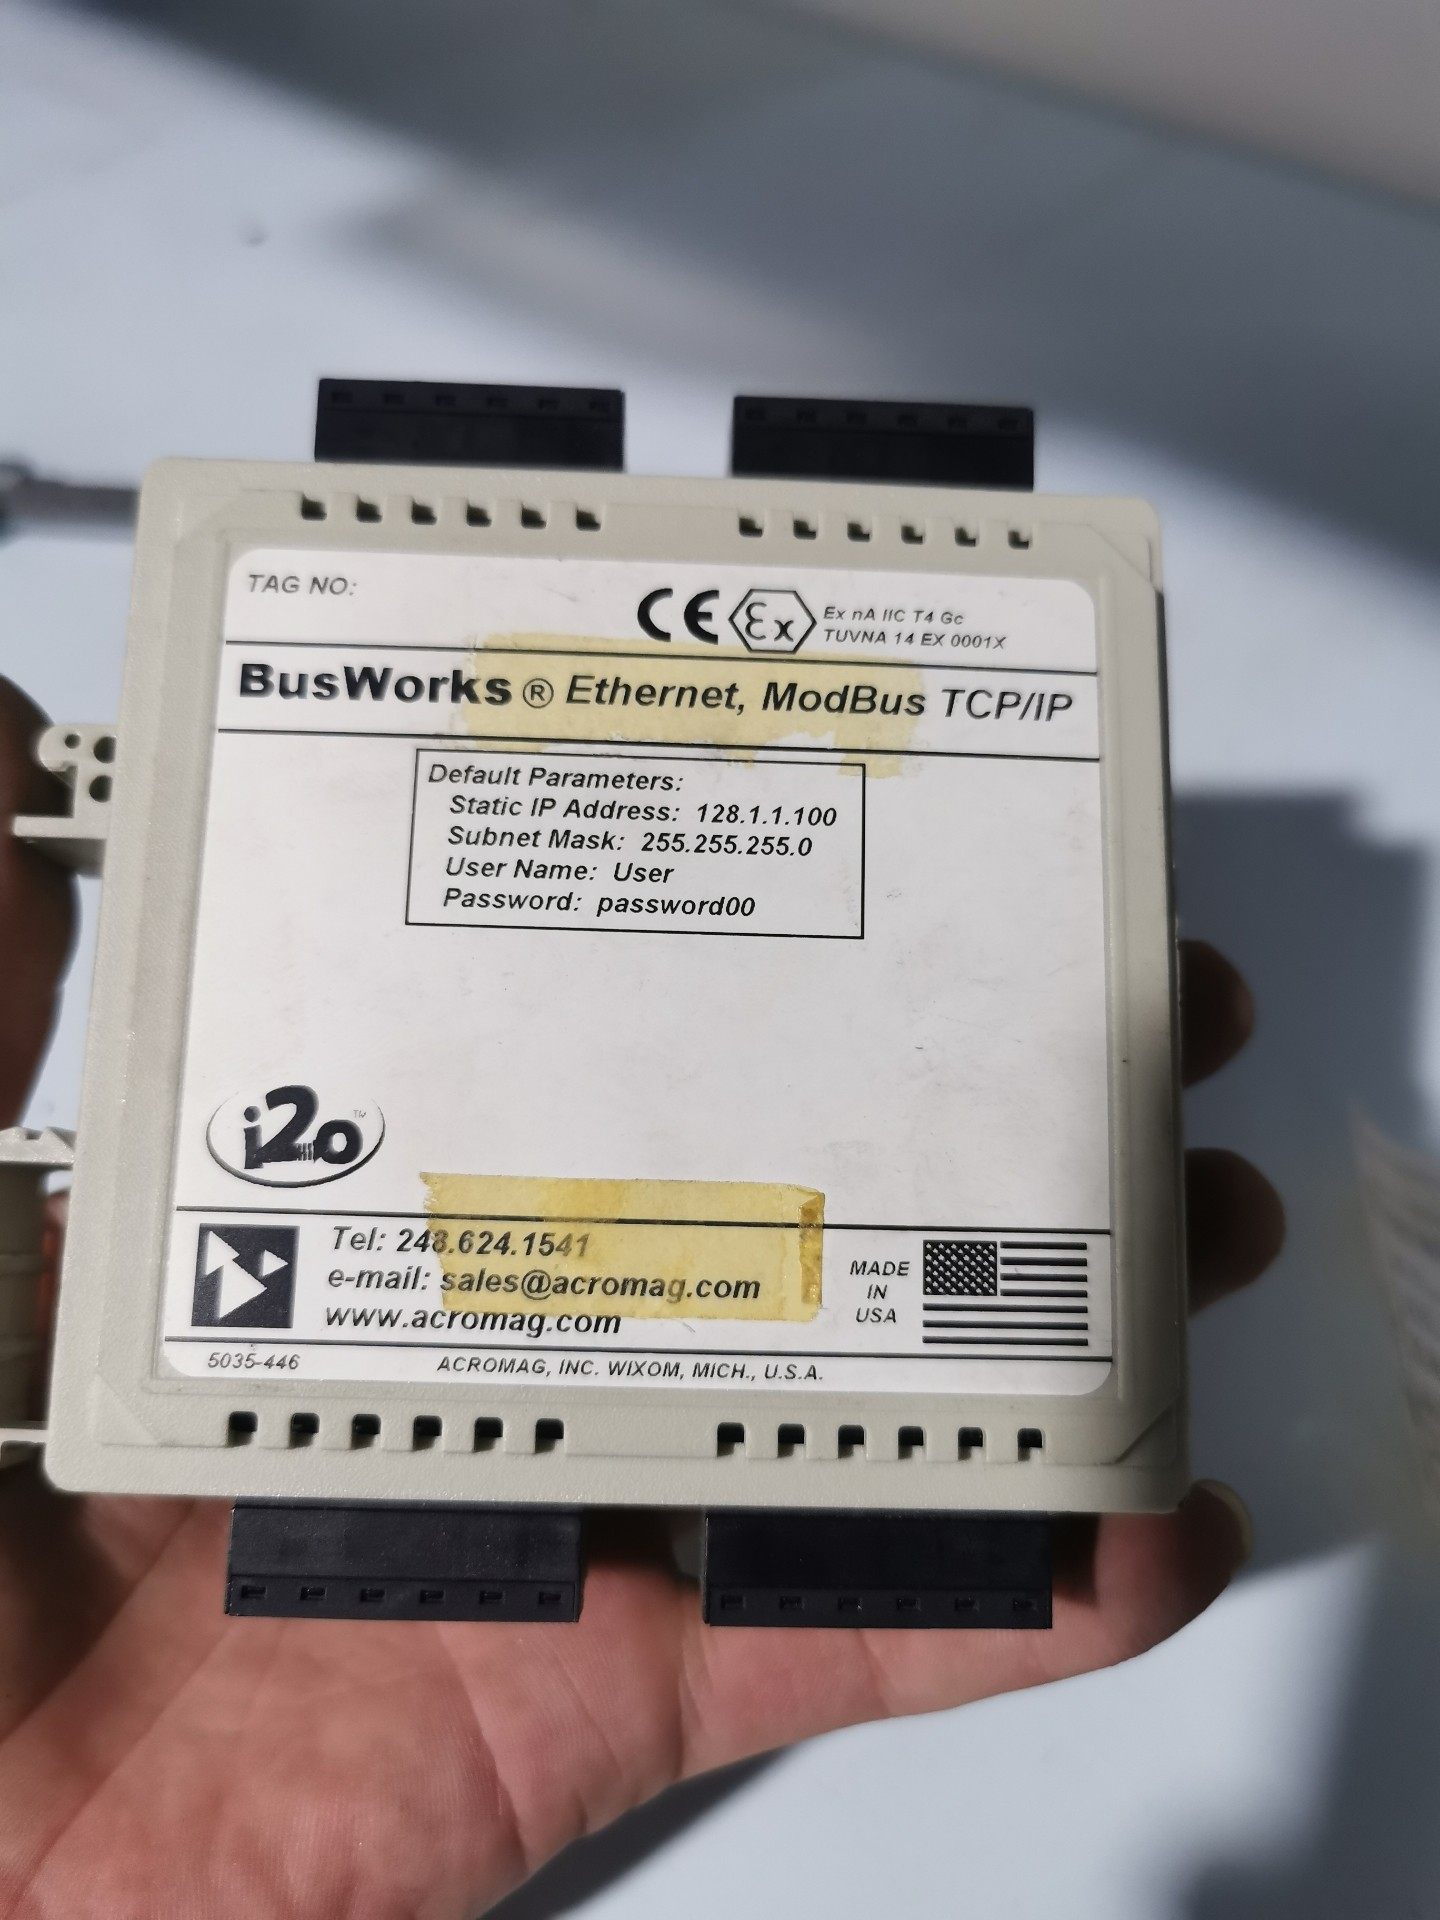 TAG NO:
CE Ex Ex nA IIC T4 Gc
TUVNA 14 EX 0001X
BusWorks ® Ethernet, ModBus TCP/IP
Default Parameters:
Static IP Address: 128.1.1.100
Subnet Mask: 255.255.255.0
User Name: User
Password: password00
i2o™
Tel: 248.624.1541
e-mail: sales@acromag.com
www.acromag.com
MADE
IN
USA
5035-446
ACROMAG, INC. WIXOM, MICH., U.S.A.